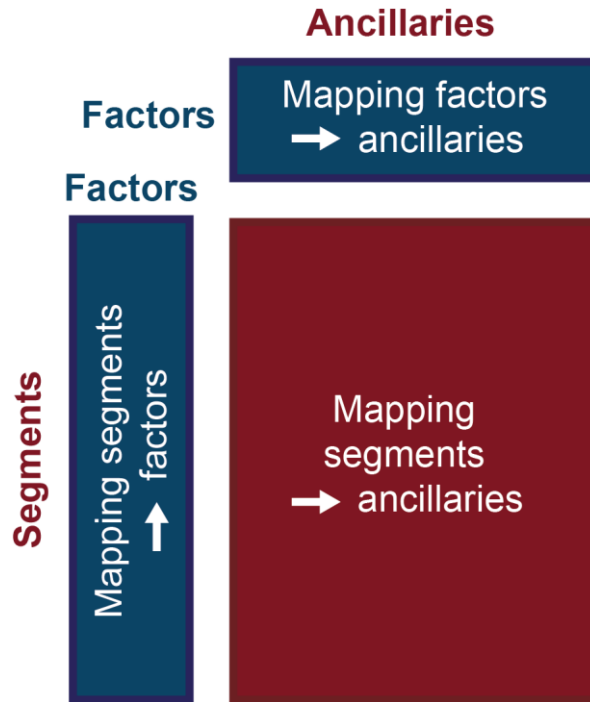 Ancillaries
Factors
Mapping factors
→ ancillaries
Factors
Segments
Mapping segments
→ factors
Mapping
segments
→ ancillaries